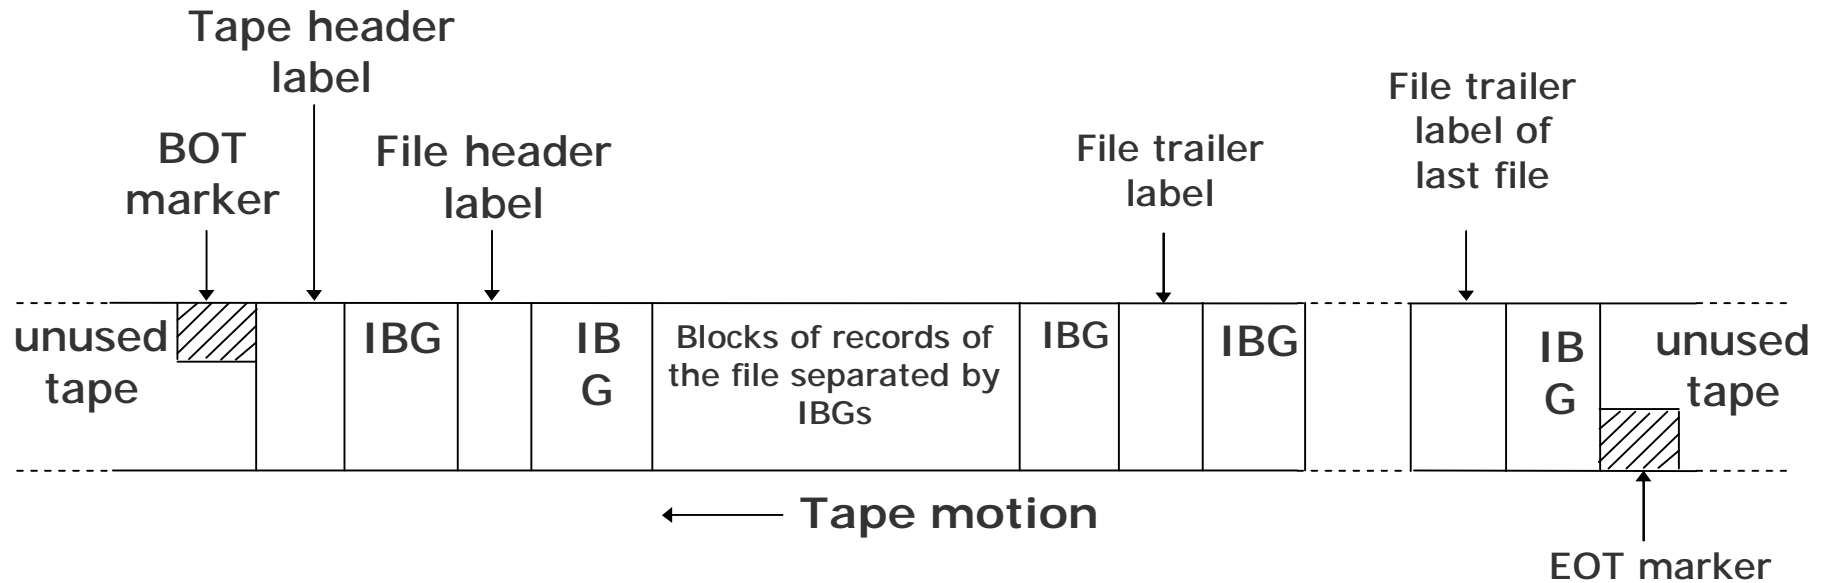 Tape header
label
BOT
marker
File header
label
File trailer
label
File trailer
label of
last file
unused
tape
IBG
IB
G
Blocks of records of
the file separated by
IBGs
IBG
IBG
IB
G
unused
tape
Tape motion
EOT marker